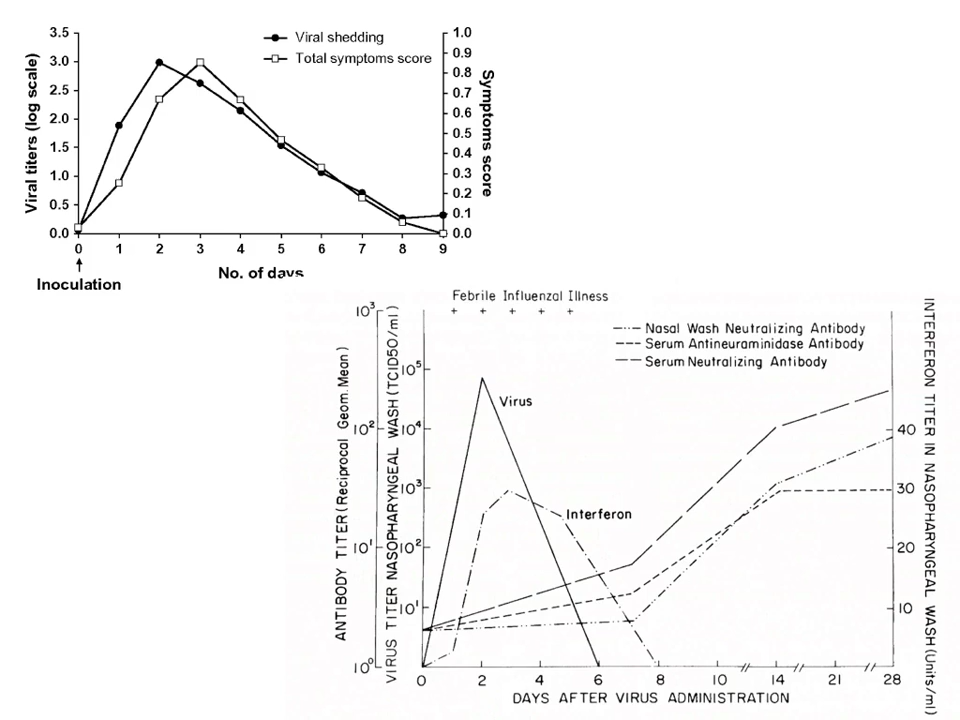 3.5
3.0
2.5
2.0
1.5
1.0
0.5
0.0
Viral titers (log scale)
Viral shedding
Total symptoms score
1.0
0.9
0.8
0.7
0.6
0.5
0.4
0.3
0.2
0.1
0.0
Symptoms score
0 1 2 3 4 5 6 7 8 9
No. of days
Inoculation
Febrile Influenzal Illness
+ + + + +
10³
10²
10¹
10⁰
ANTIBODY TITER (Reciprocal Geom. Mean)
10⁵
10⁴
10³
10²
10¹
VIRUS TITER NASOPHARYNGEAL WASH (TCID50/ml)
Nasal Wash Neutralizing Antibody
Serum Antineuraminidase Antibody
Serum Neutralizing Antibody
Virus
Interferon
40
30
20
10
INTERFERON TITER IN NASOPHARYNGEAL WASH (Units/ml)
0 2 4 6 8 10 14 21 28
DAYS AFTER VIRUS ADMINISTRATION